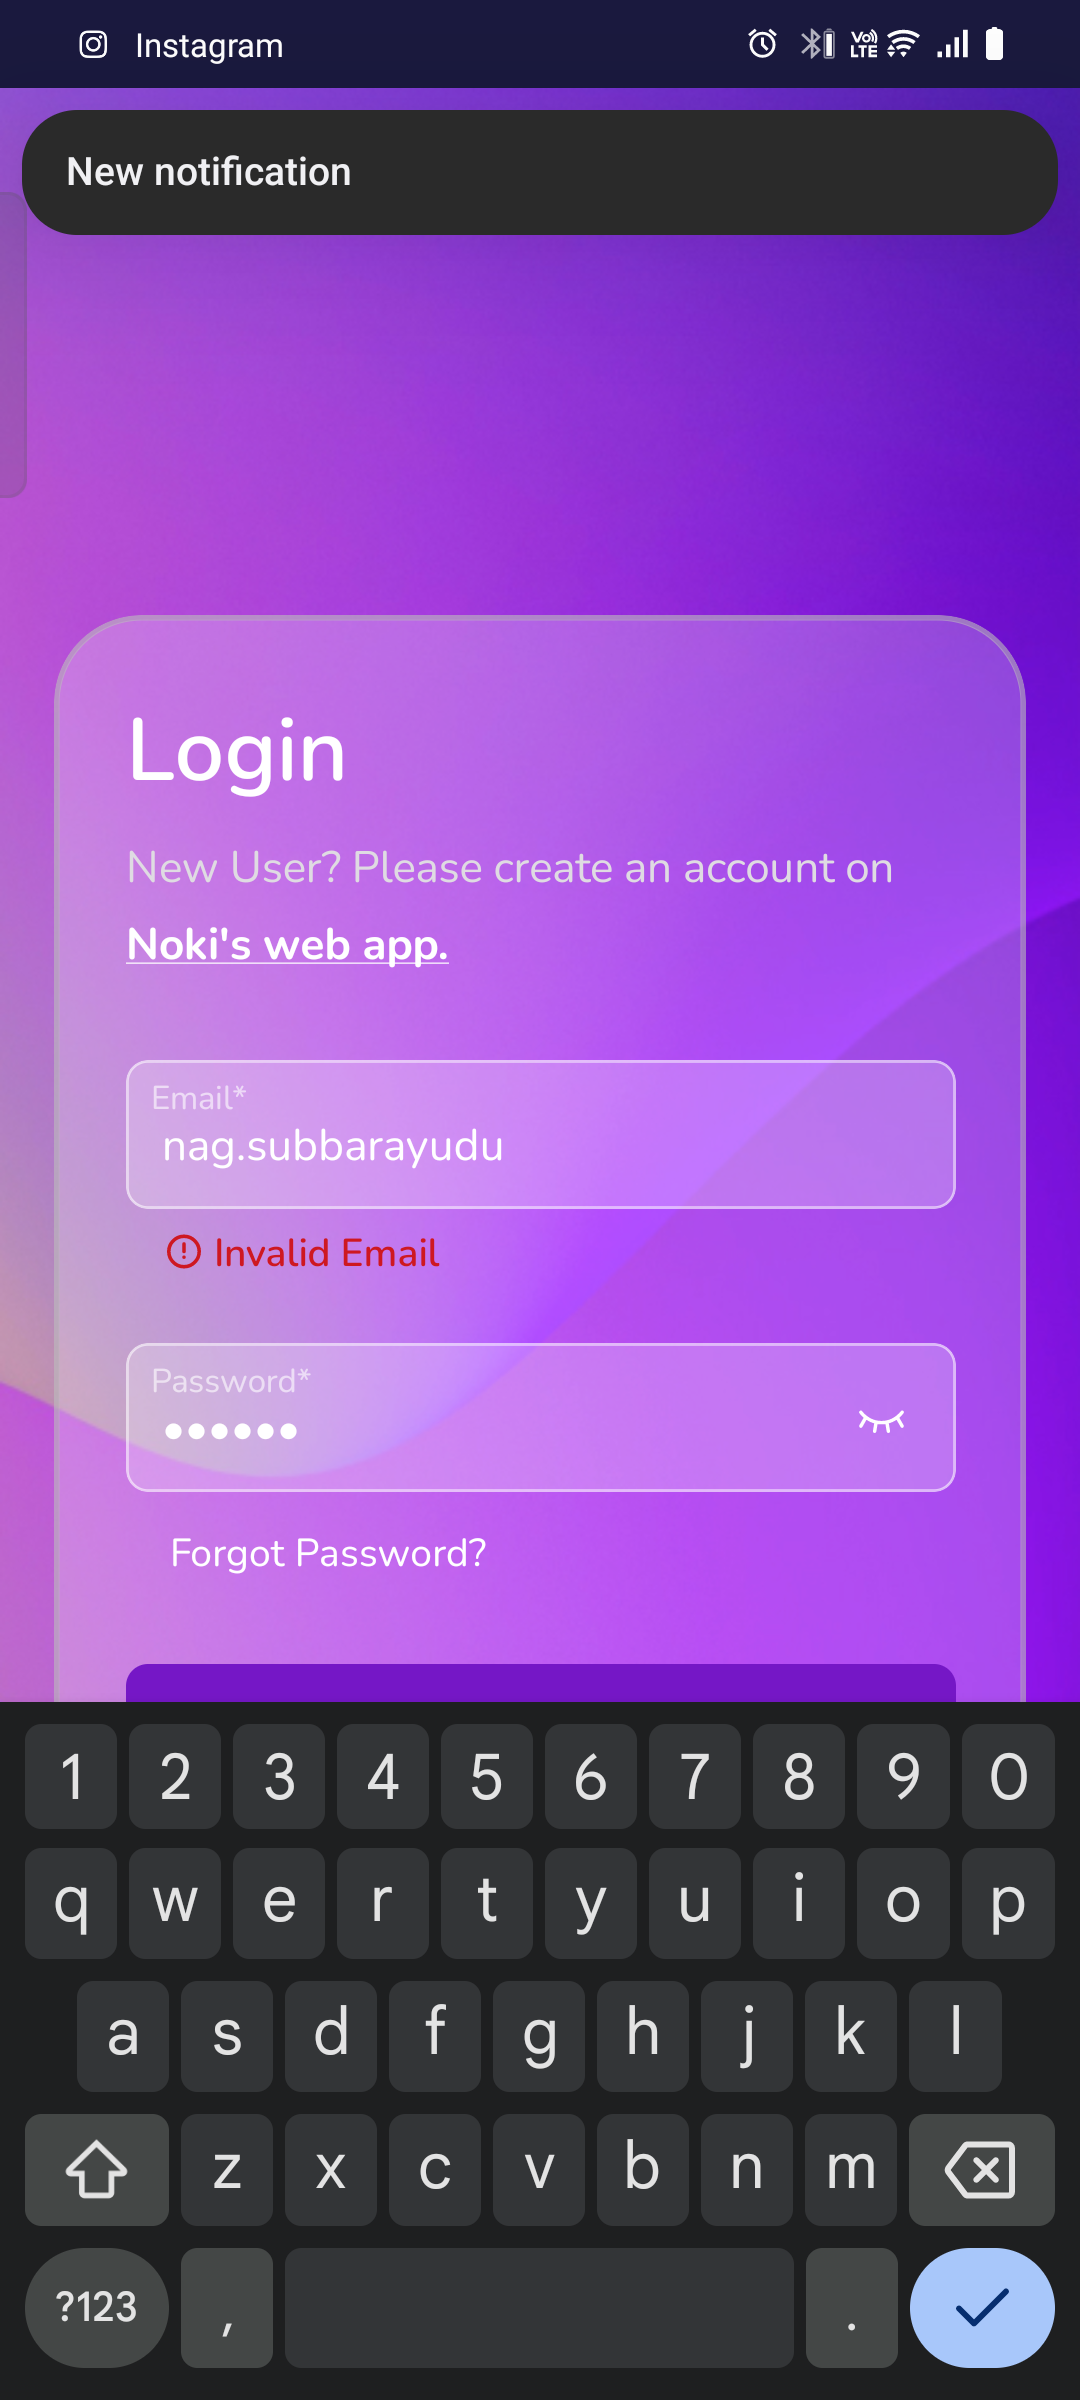 Instagram
Vo)) LTE
New notification
Login
New User? Please create an account on
Noki's web app.
Email*
nag.subbarayudu
Invalid Email
Password*
••••••
Forgot Password?
1 2 3 4 5 6 7 8 9 0
q w e r t y u i o p
a s d f g h j k l
z x c v b n m
?123 , .